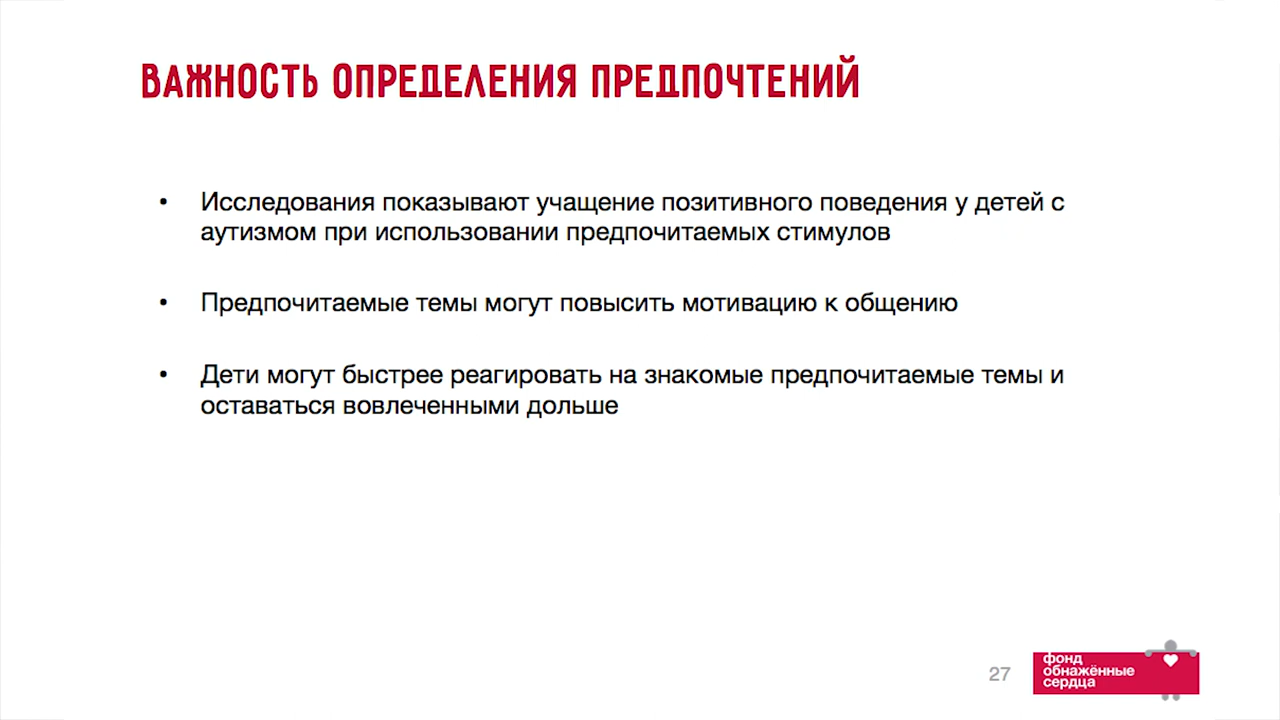 ВАЖНОСТЬ ОПРЕДЕЛЕНИЯ ПРЕДПОЧТЕНИЙ
• Исследования показывают учащение позитивного поведения у детей с
аутизмом при использовании предпочитаемых стимулов
• Предпочитаемые темы могут повысить мотивацию к общению
• Дети могут быстрее реагировать на знакомые предпочитаемые темы и
оставаться вовлеченными дольше
27
фонд
обнажённые
сердца